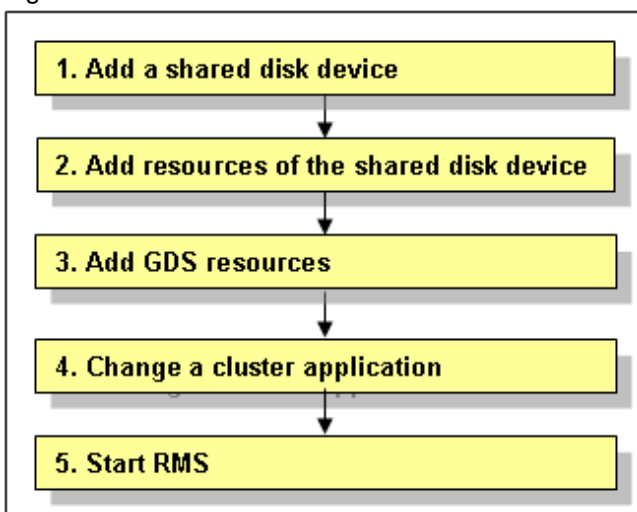 1. Add a shared disk device
2. Add resources of the shared disk device
3. Add GDS resources
4. Change a cluster application
5. Start RMS